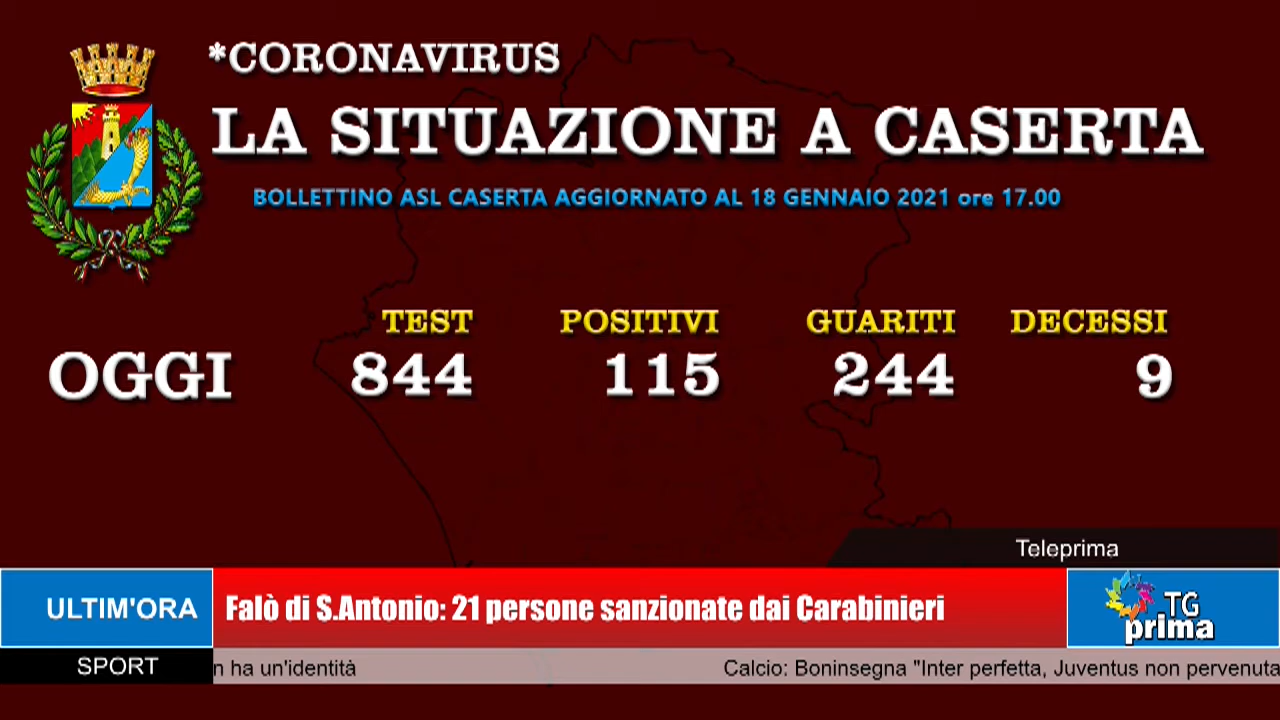 *CORONAVIRUS
LA SITUAZIONE A CASERTA
BOLLETTINO ASL CASERTA AGGIORNATO AL 18 GENNAIO 2021 ore 17.00
TEST POSITIVI GUARITI DECESSI
OGGI 844 115 244 9
Teleprima
ULTIM'ORA Falò di S.Antonio: 21 persone sanzionate dai Carabinieri
TG
prima
SPORT n ha un'identità Calcio: Boninsegna "Inter perfetta, Juventus non pervenuta